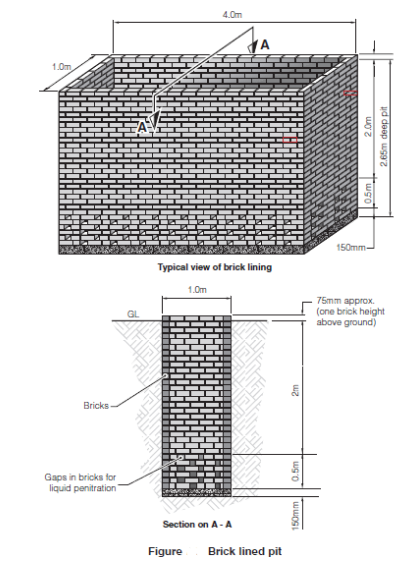 4.0m
A
1.0m
A
2.0m
2.65m deep pit
0.5m
150mm
Typical view of brick lining
1.0m
GL
75mm approx.
(one brick height
above ground)
2m
Bricks
Gaps in bricks for
liquid penitration
0.5m
150mm
Section on A - A
Figure Brick lined pit